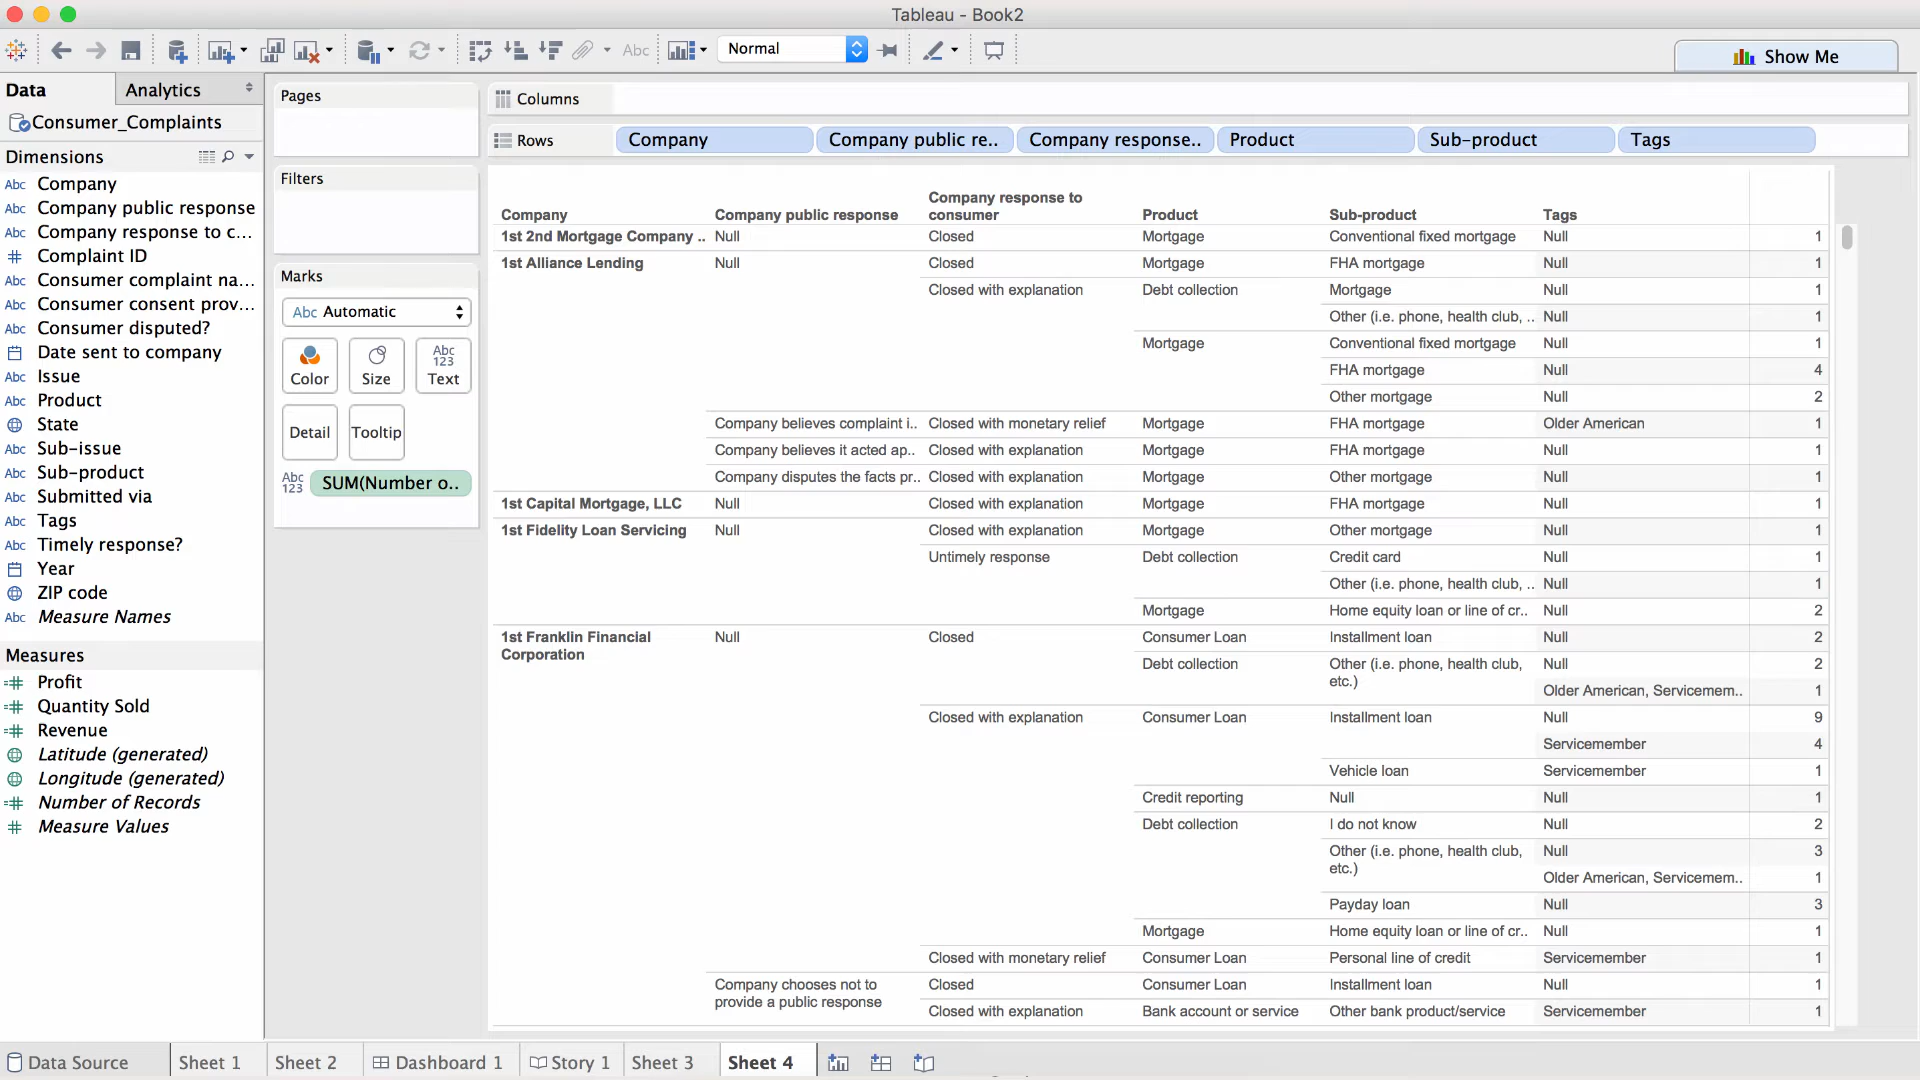 Tableau - Book2
Abc
Normal
Show Me
Data
Analytics
Pages
Columns
Consumer_Complaints
Rows
Company
Company public re..
Company response..
Product
Sub-product
Tags
Dimensions
Abc Company
Abc Company public response
Abc Company response to c...
Complaint ID
Abc Consumer complaint na...
Abc Consumer consent prov...
Abc Consumer disputed?
Date sent to company
Abc Issue
Abc Product
State
Abc Sub-issue
Abc Sub-product
Abc Submitted via
Abc Tags
Abc Timely response?
Year
ZIP code
Abc Measure Names
Measures
Profit
Quantity Sold
Revenue
Latitude (generated)
Longitude (generated)
Number of Records
Measure Values
Filters
Marks
Abc Automatic
Color
Size
Abc
123
Text
Detail
Tooltip
Abc
123
SUM(Number o..
Company response to
Company Company public response consumer Product Sub-product Tags
1st 2nd Mortgage Company .. Null Closed Mortgage Conventional fixed mortgage Null 1
1st Alliance Lending Null Closed Mortgage FHA mortgage Null 1
Closed with explanation Debt collection Mortgage Null 1
Other (i.e. phone, health club, .. Null 1
Mortgage Conventional fixed mortgage Null 1
FHA mortgage Null 4
Other mortgage Null 2
Company believes complaint i.. Closed with monetary relief Mortgage FHA mortgage Older American 1
Company believes it acted ap.. Closed with explanation Mortgage FHA mortgage Null 1
Company disputes the facts pr.. Closed with explanation Mortgage Other mortgage Null 1
1st Capital Mortgage, LLC Null Closed with explanation Mortgage FHA mortgage Null 1
1st Fidelity Loan Servicing Null Closed with explanation Mortgage Other mortgage Null 1
Untimely response Debt collection Credit card Null 1
Other (i.e. phone, health club, .. Null 1
Mortgage Home equity loan or line of cr.. Null 2
1st Franklin Financial Null Closed Consumer Loan Installment loan Null 2
Corporation
Debt collection Other (i.e. phone, health club, Null 2
etc.)
Older American, Servicemem.. 1
Closed with explanation Consumer Loan Installment loan Null 9
Servicemember 4
Vehicle loan Servicemember 1
Credit reporting Null Null 1
Debt collection I do not know Null 2
Other (i.e. phone, health club, Null 3
etc.)
Older American, Servicemem.. 1
Payday loan Null 3
Mortgage Home equity loan or line of cr.. Null 1
Closed with monetary relief Consumer Loan Personal line of credit Servicemember 1
Company chooses not to Closed Consumer Loan Installment loan Null 1
provide a public response
Closed with explanation Bank account or service Other bank product/service Servicemember 1
Data Source
Sheet 1
Sheet 2
Dashboard 1
Story 1
Sheet 3
Sheet 4